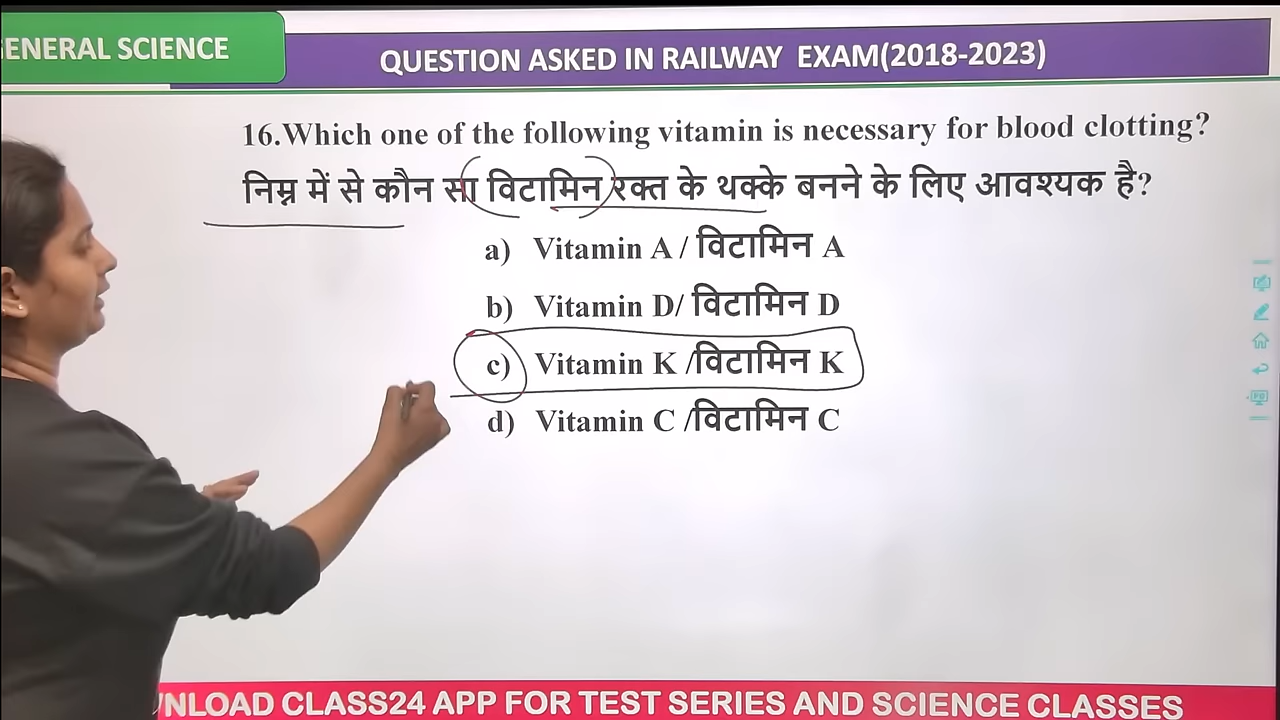 ENERAL SCIENCE
QUESTION ASKED IN RAILWAY EXAM(2018-2023)
16.Which one of the following vitamin is necessary for blood clotting?
निम्न में से कौन सा विटामिन रक्त के थक्के बनने के लिए आवश्यक है?
a) Vitamin A / विटामिन A
b) Vitamin D/ विटामिन D
c) Vitamin K /विटामिन K
d) Vitamin C /विटामिन C
NLOAD CLASS24 APP FOR TEST SERIES AND SCIENCE CLASSES